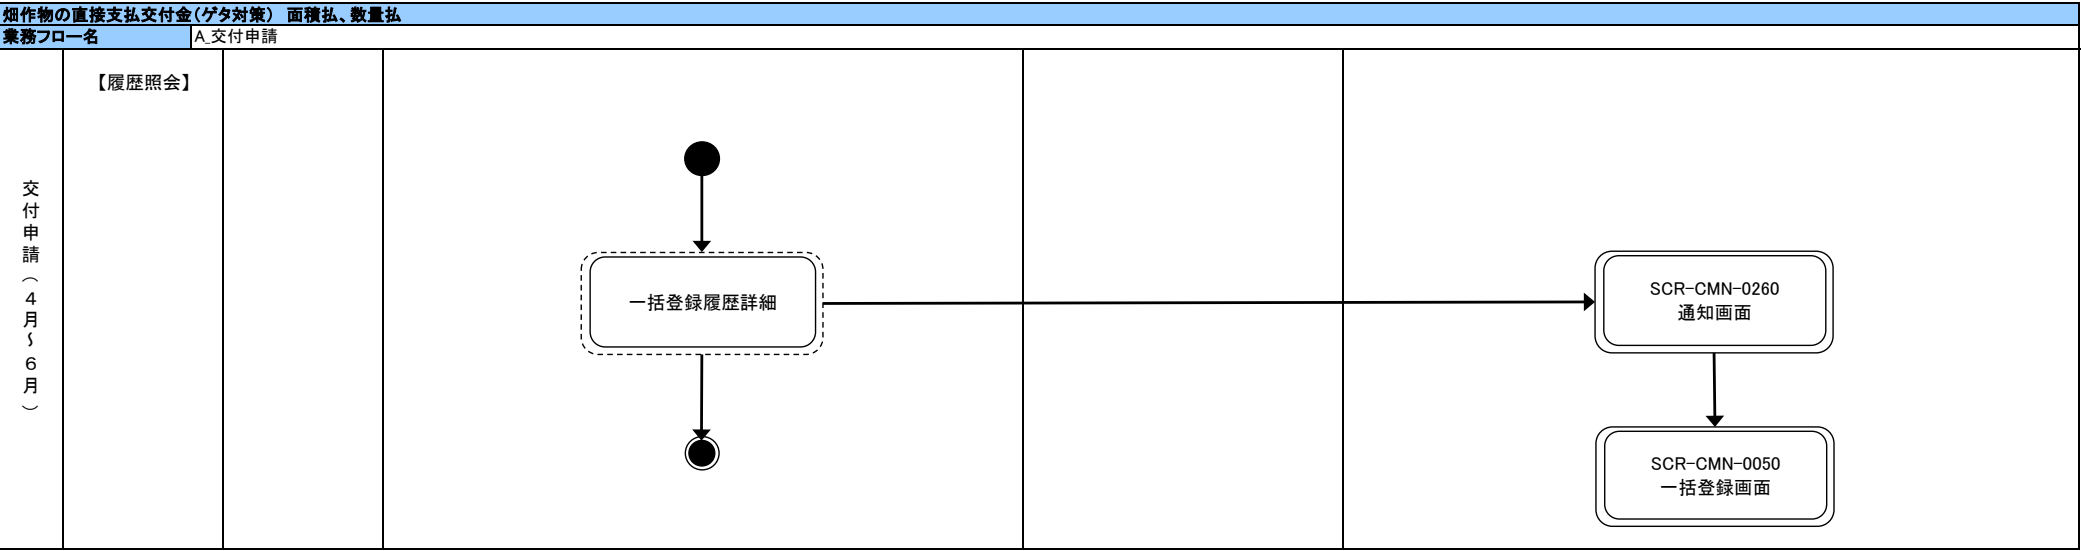 畑作物の直接支払交付金（ゲタ対策） 面積払、数量払
業務フロー名
A_交付申請
【履歴照会】
交付申請（４月～６月）
一括登録履歴詳細
SCR-CMN-0260
通知画面
SCR-CMN-0050
一括登録画面